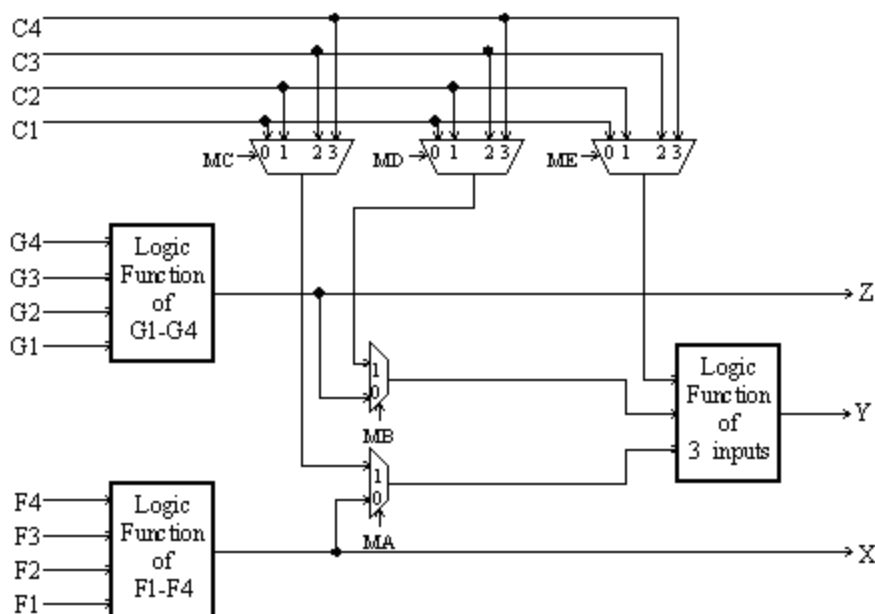 C4
C3
C2
C1
MC 0 1 2 3
MD 0 1 2 3
ME 0 1 2 3
G4
G3
G2
G1
Logic
Function
of
G1-G4
Z
1
0
MB
Logic
Function
of
3 inputs
Y
1
0
MA
F4
F3
F2
F1
Logic
Function
of
F1-F4
X